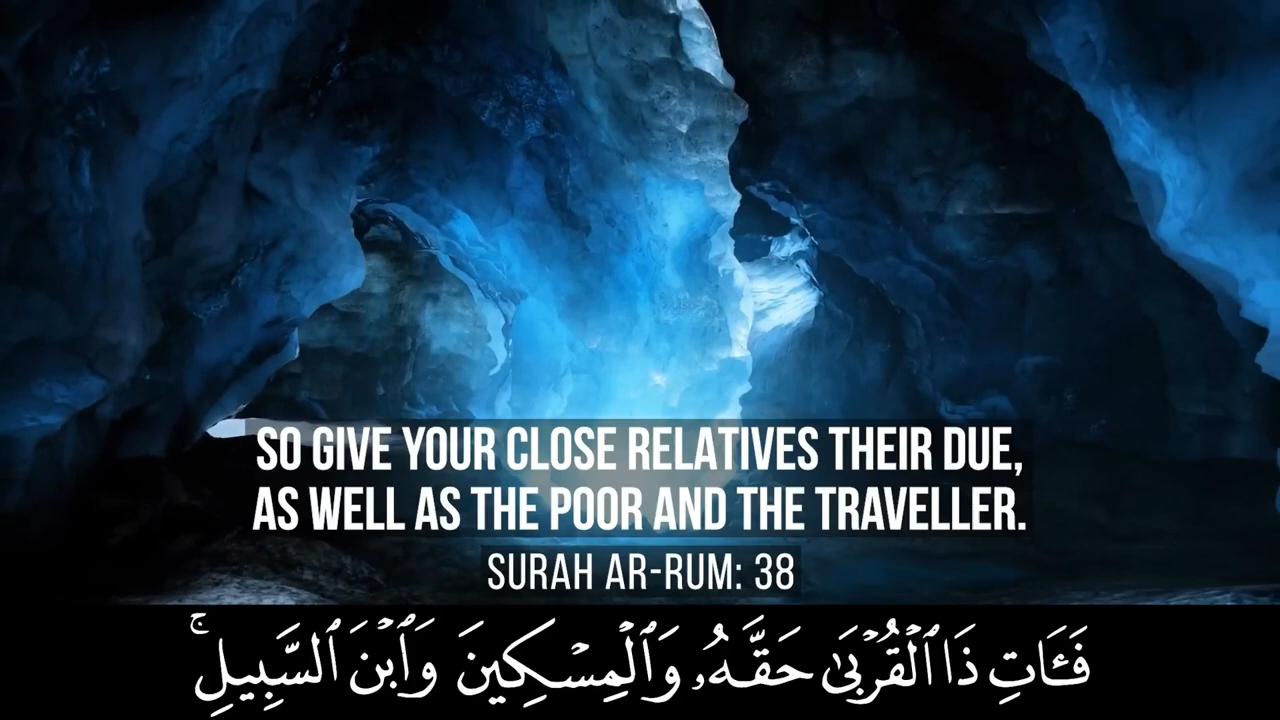 SO GIVE YOUR CLOSE RELATIVES THEIR DUE,
AS WELL AS THE POOR AND THE TRAVELLER.
SURAH AR-RUM: 38
فَـَٔاتِ ذَا ٱلْقُرْبَىٰ حَقَّهُۥ وَٱلْمِسْكِينَ وَٱبْنَ ٱلسَّبِيلِ ۚ